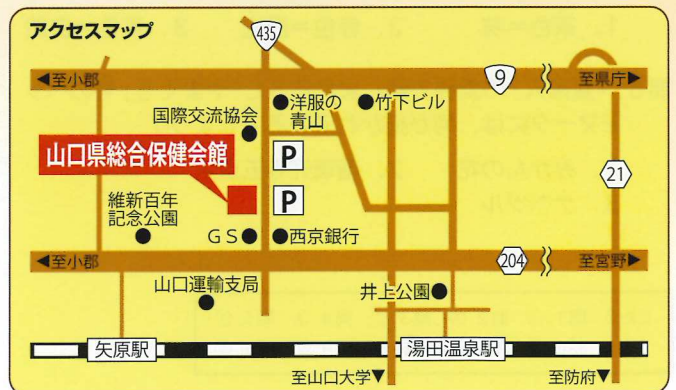 アクセスマップ
435
◀至小郡
9
至県庁▶
国際交流協会
洋服の
青山
竹下ビル
山口県総合保健会館
P
P
21
維新百年
記念公園
GS
西京銀行
◀至小郡
204
至宮野▶
山口運輸支局
井上公園
矢原駅
湯田温泉駅
至山口大学▼
至防府▼